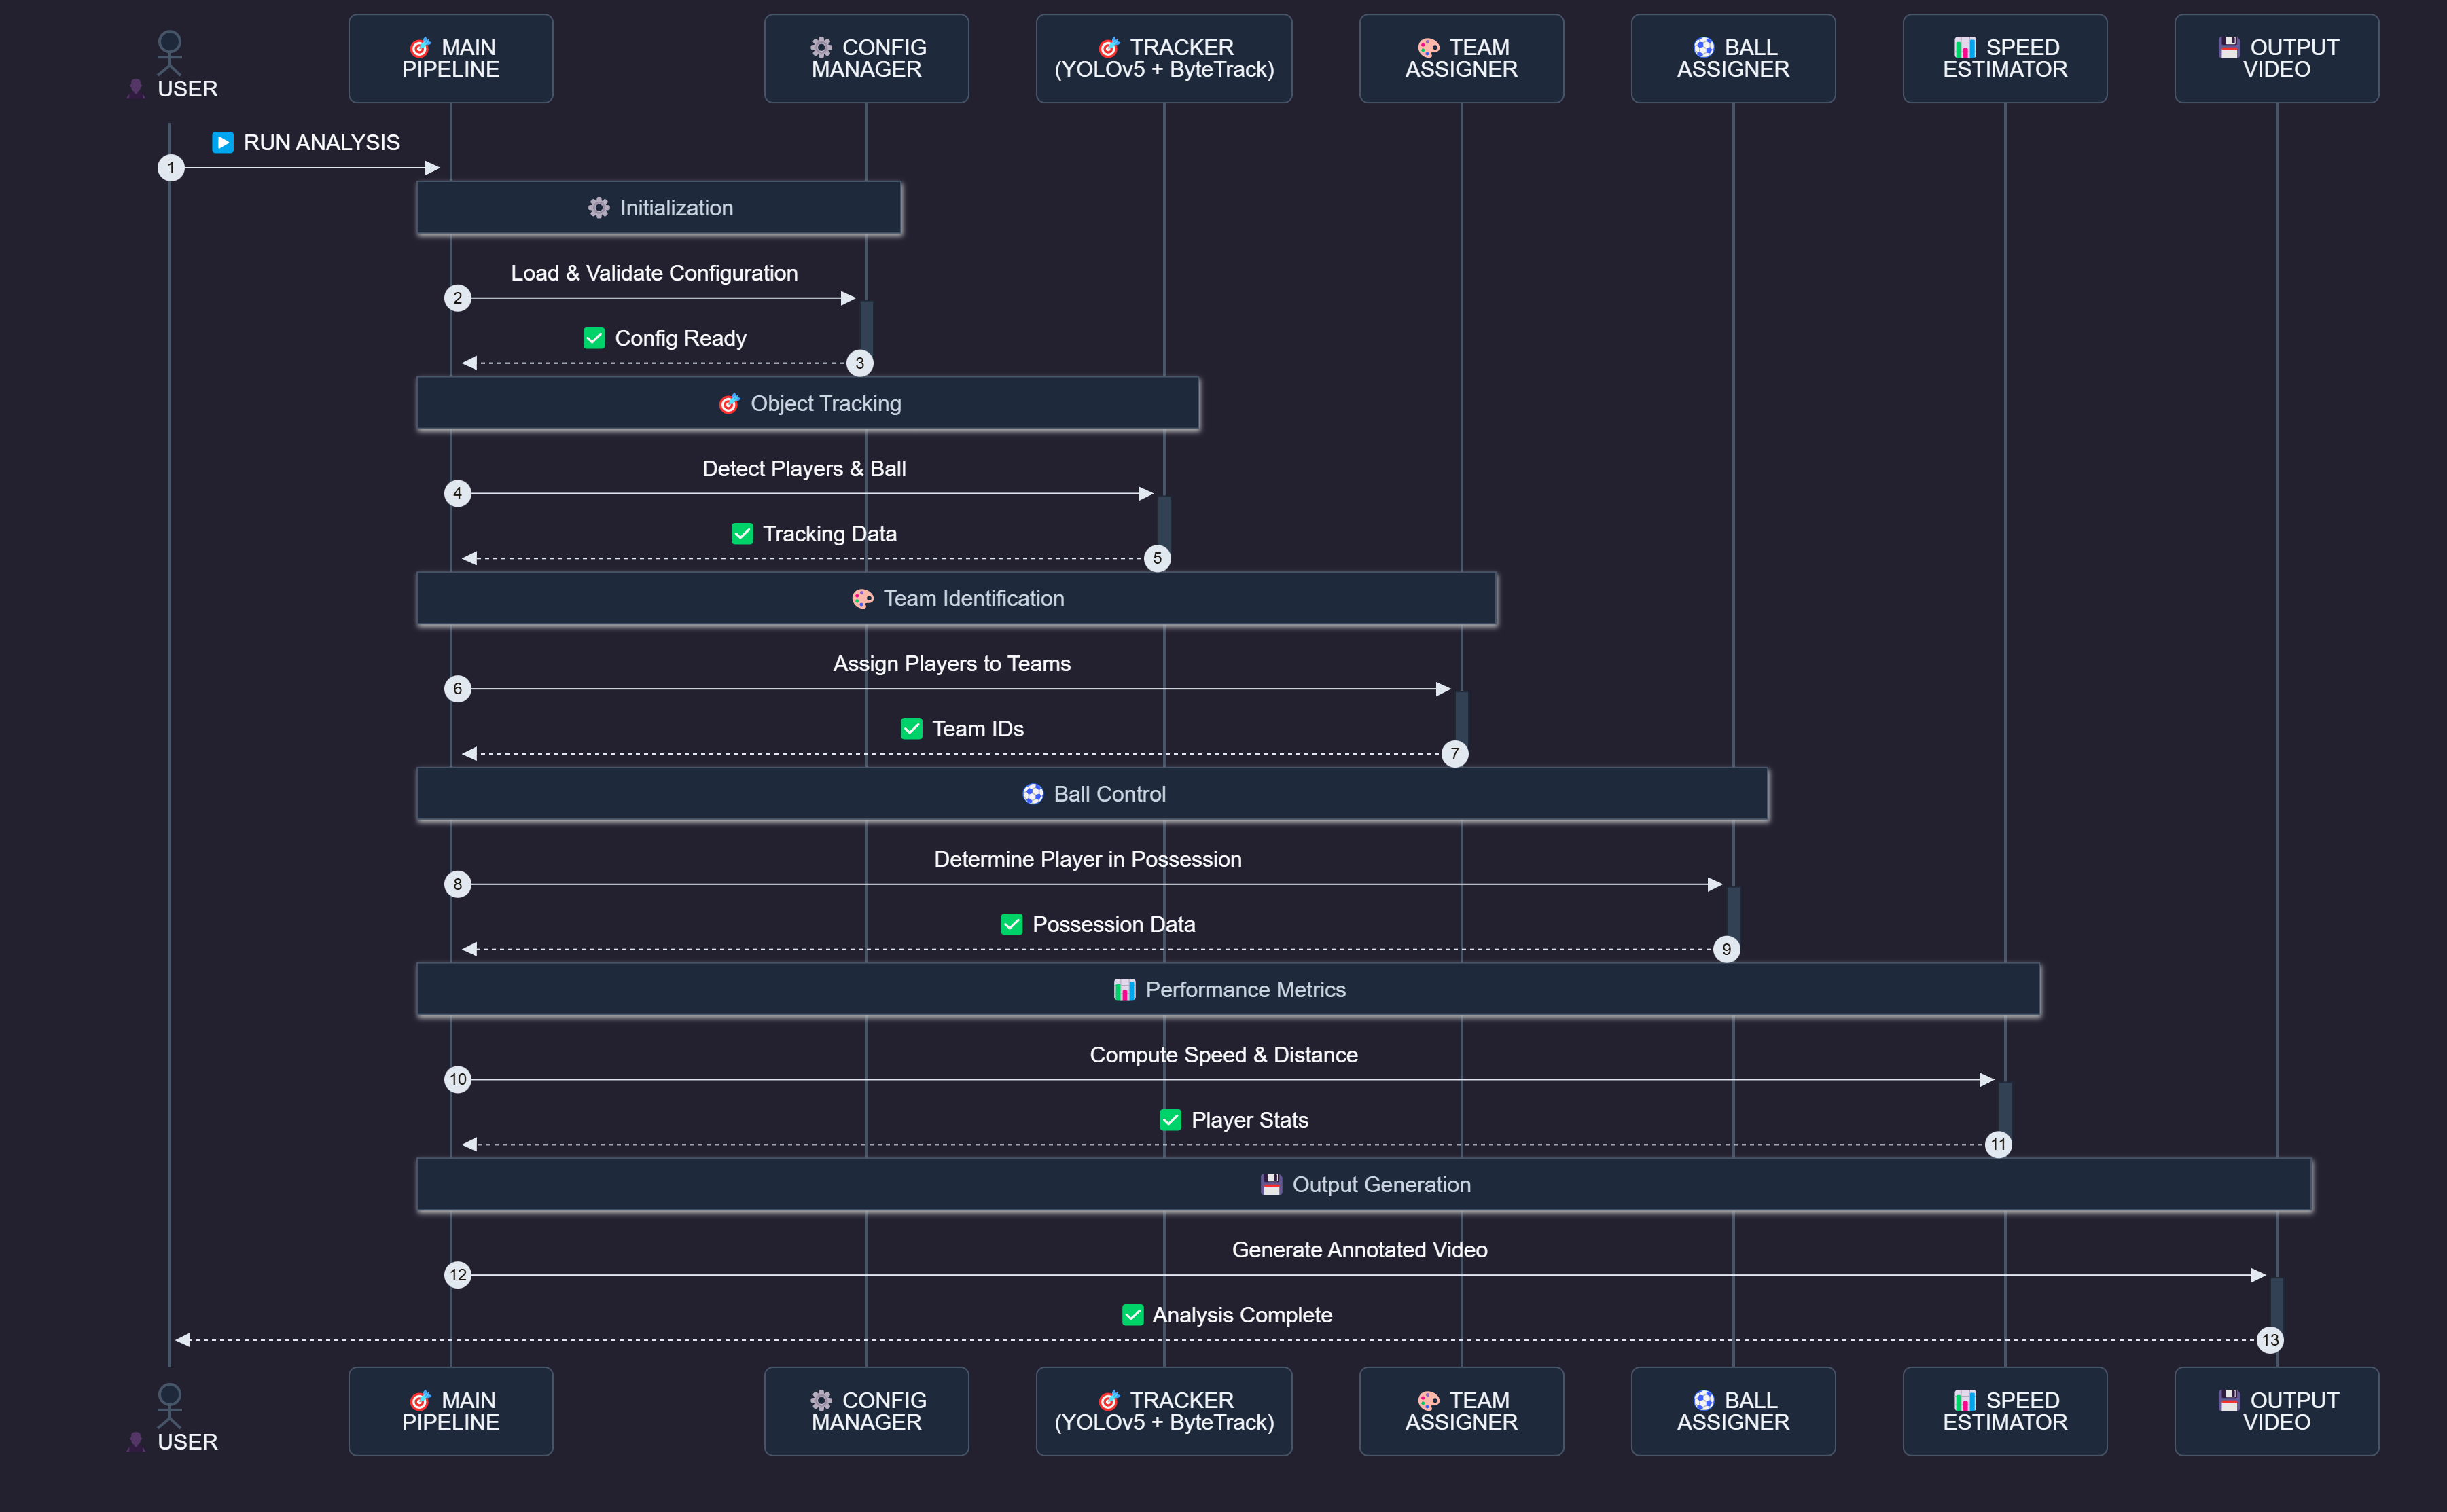 MAIN
PIPELINE
CONFIG
MANAGER
TRACKER
(YOLOv5 + ByteTrack)
TEAM
ASSIGNER
BALL
ASSIGNER
SPEED
ESTIMATOR
OUTPUT
VIDEO
USER
RUN ANALYSIS
1
Initialization
Load & Validate Configuration
2
Config Ready
3
Object Tracking
Detect Players & Ball
4
Tracking Data
5
Team Identification
Assign Players to Teams
6
Team IDs
7
Ball Control
Determine Player in Possession
8
Possession Data
9
Performance Metrics
Compute Speed & Distance
10
Player Stats
11
Output Generation
Generate Annotated Video
12
Analysis Complete
13
MAIN
PIPELINE
CONFIG
MANAGER
TRACKER
(YOLOv5 + ByteTrack)
TEAM
ASSIGNER
BALL
ASSIGNER
SPEED
ESTIMATOR
OUTPUT
VIDEO
USER